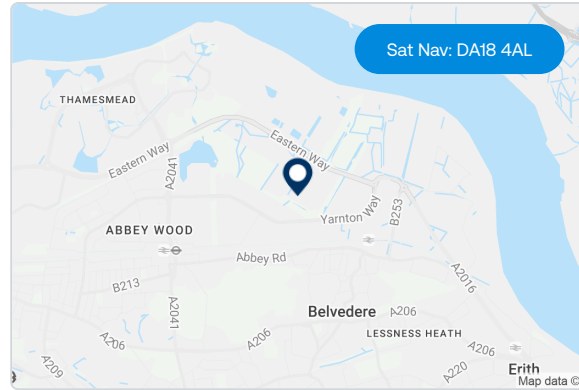 Sat Nav: DA18 4AL
THAMESMEAD
Eastern Way
Eastern Way
A2041
Yarnton Way
B253
ABBEY WOOD
Abbey Rd
A2016
B213
A2041
Belvedere
A206
LESSNESS HEATH
A206
A206
A206
A209
A220
Erith
Map data ©